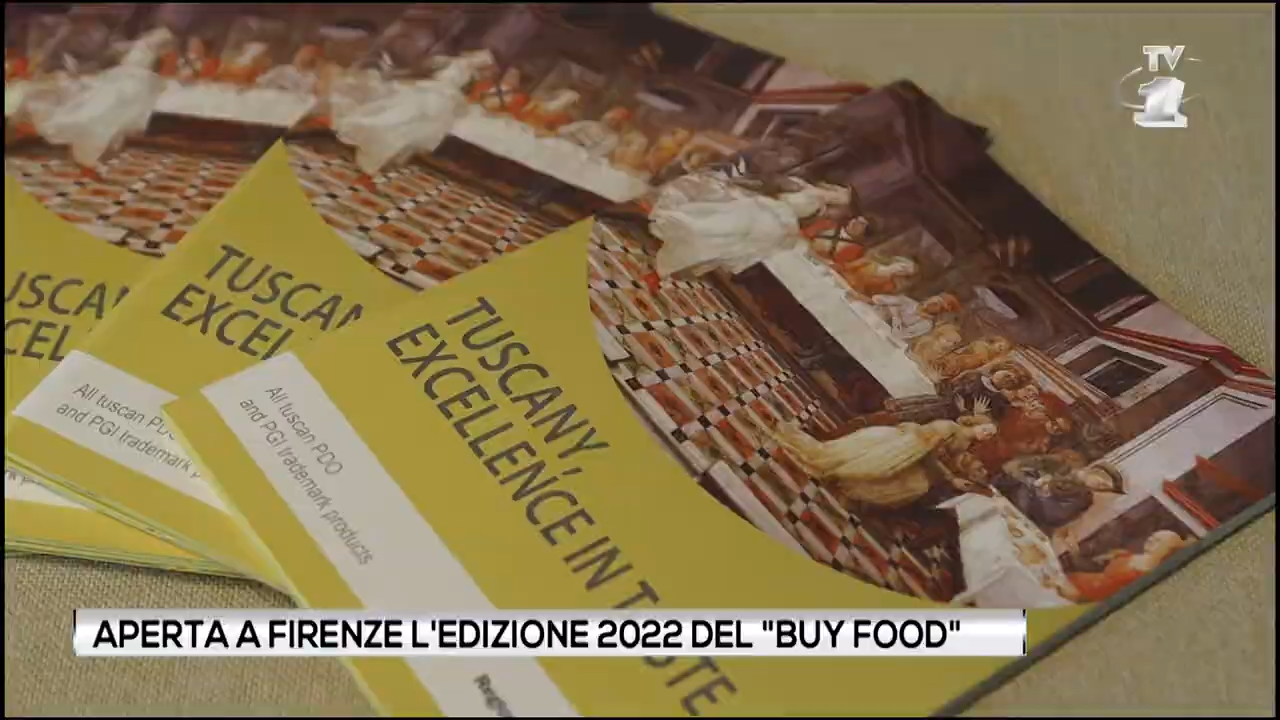 TV
1
TUSCANY,
EXCELLENCE IN TASTE
All tuscan PDO
and PGI trademark products
TUSCAN
EXCEL
All tuscan PDO
and PGI trademark p
USCAN
CEL
APERTA A FIRENZE L'EDIZIONE 2022 DEL "BUY FOOD"